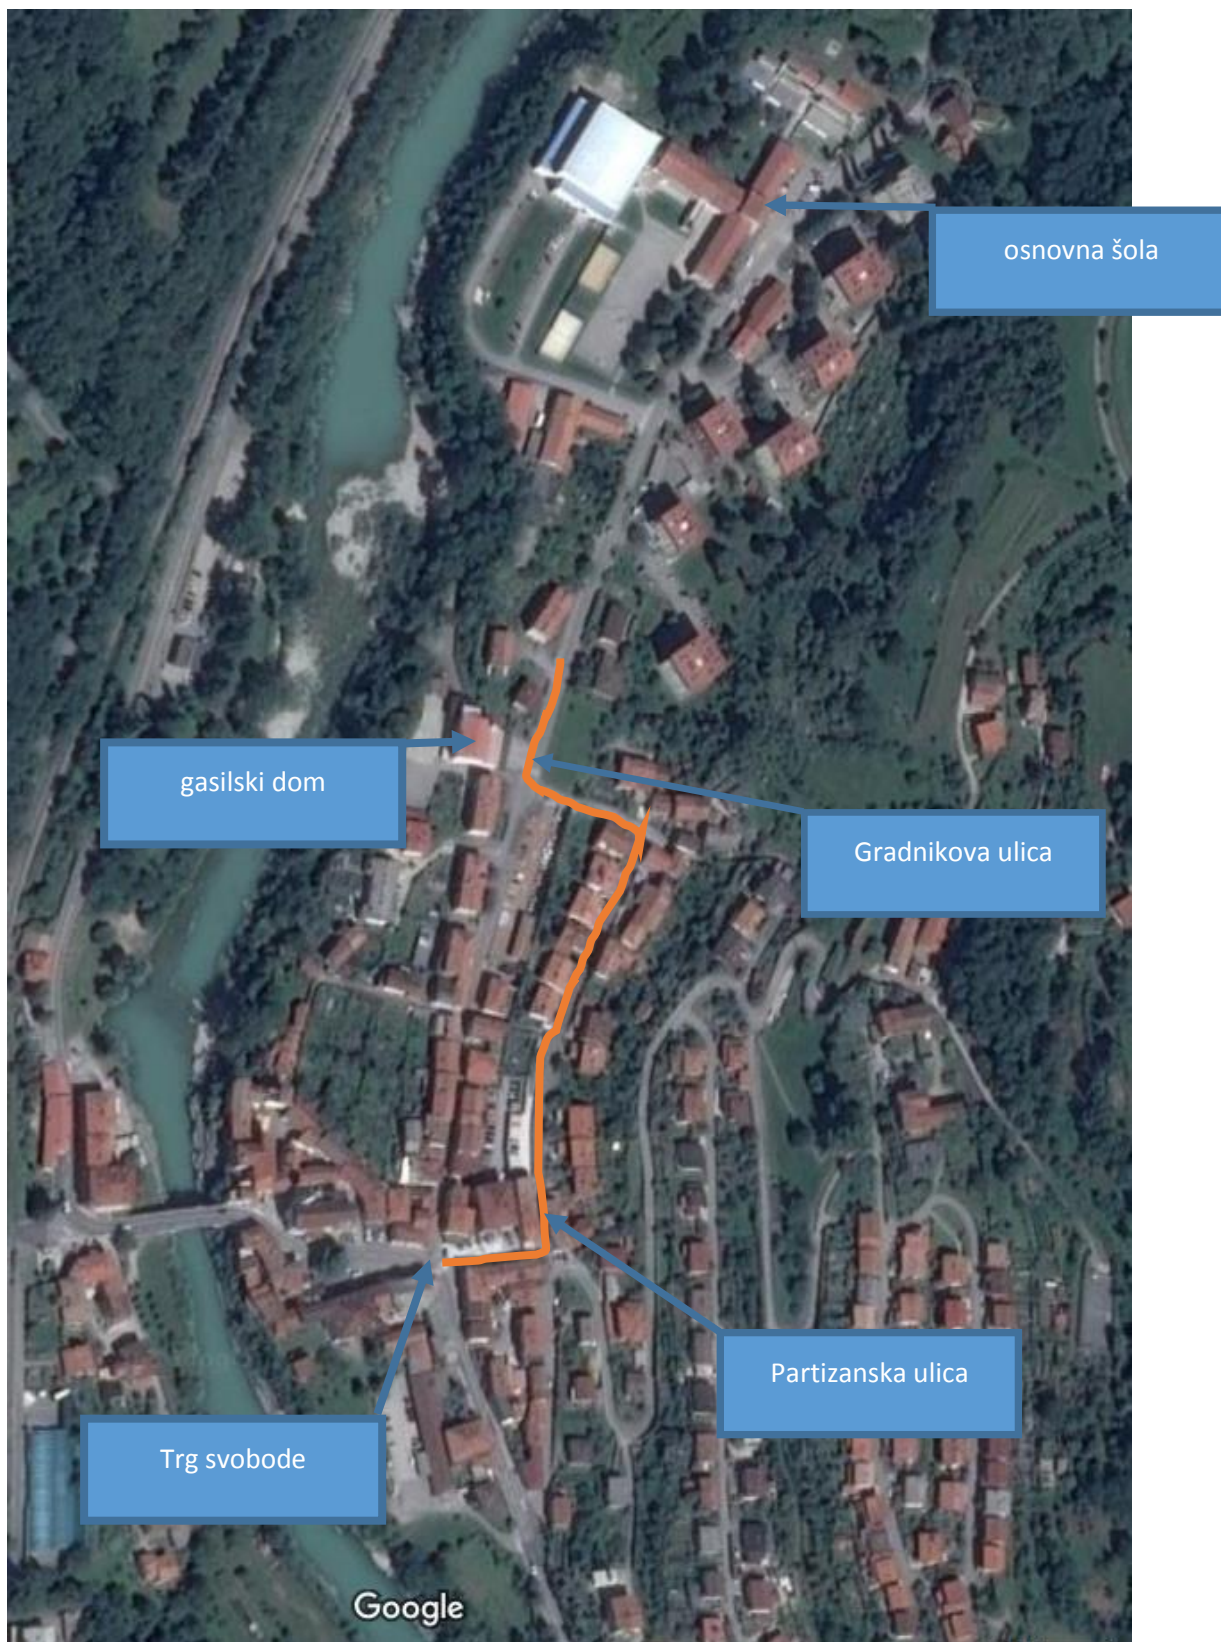 osnovna šola
gasilski dom
Gradnikova ulica
Partizanska ulica
Trg svobode
Google